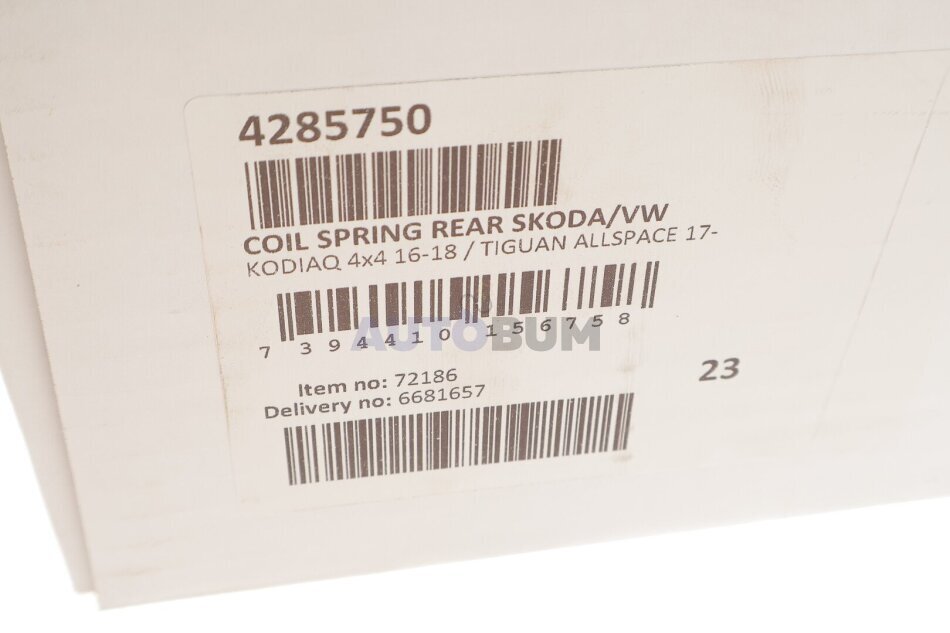 4285750
COIL SPRING REAR SKODA/VW
KODIAQ 4x4 16-18 / TIGUAN ALLSPACE 17-
7 394410 156758
AUTOBUM
23
Item no: 72186
Delivery no: 6681657